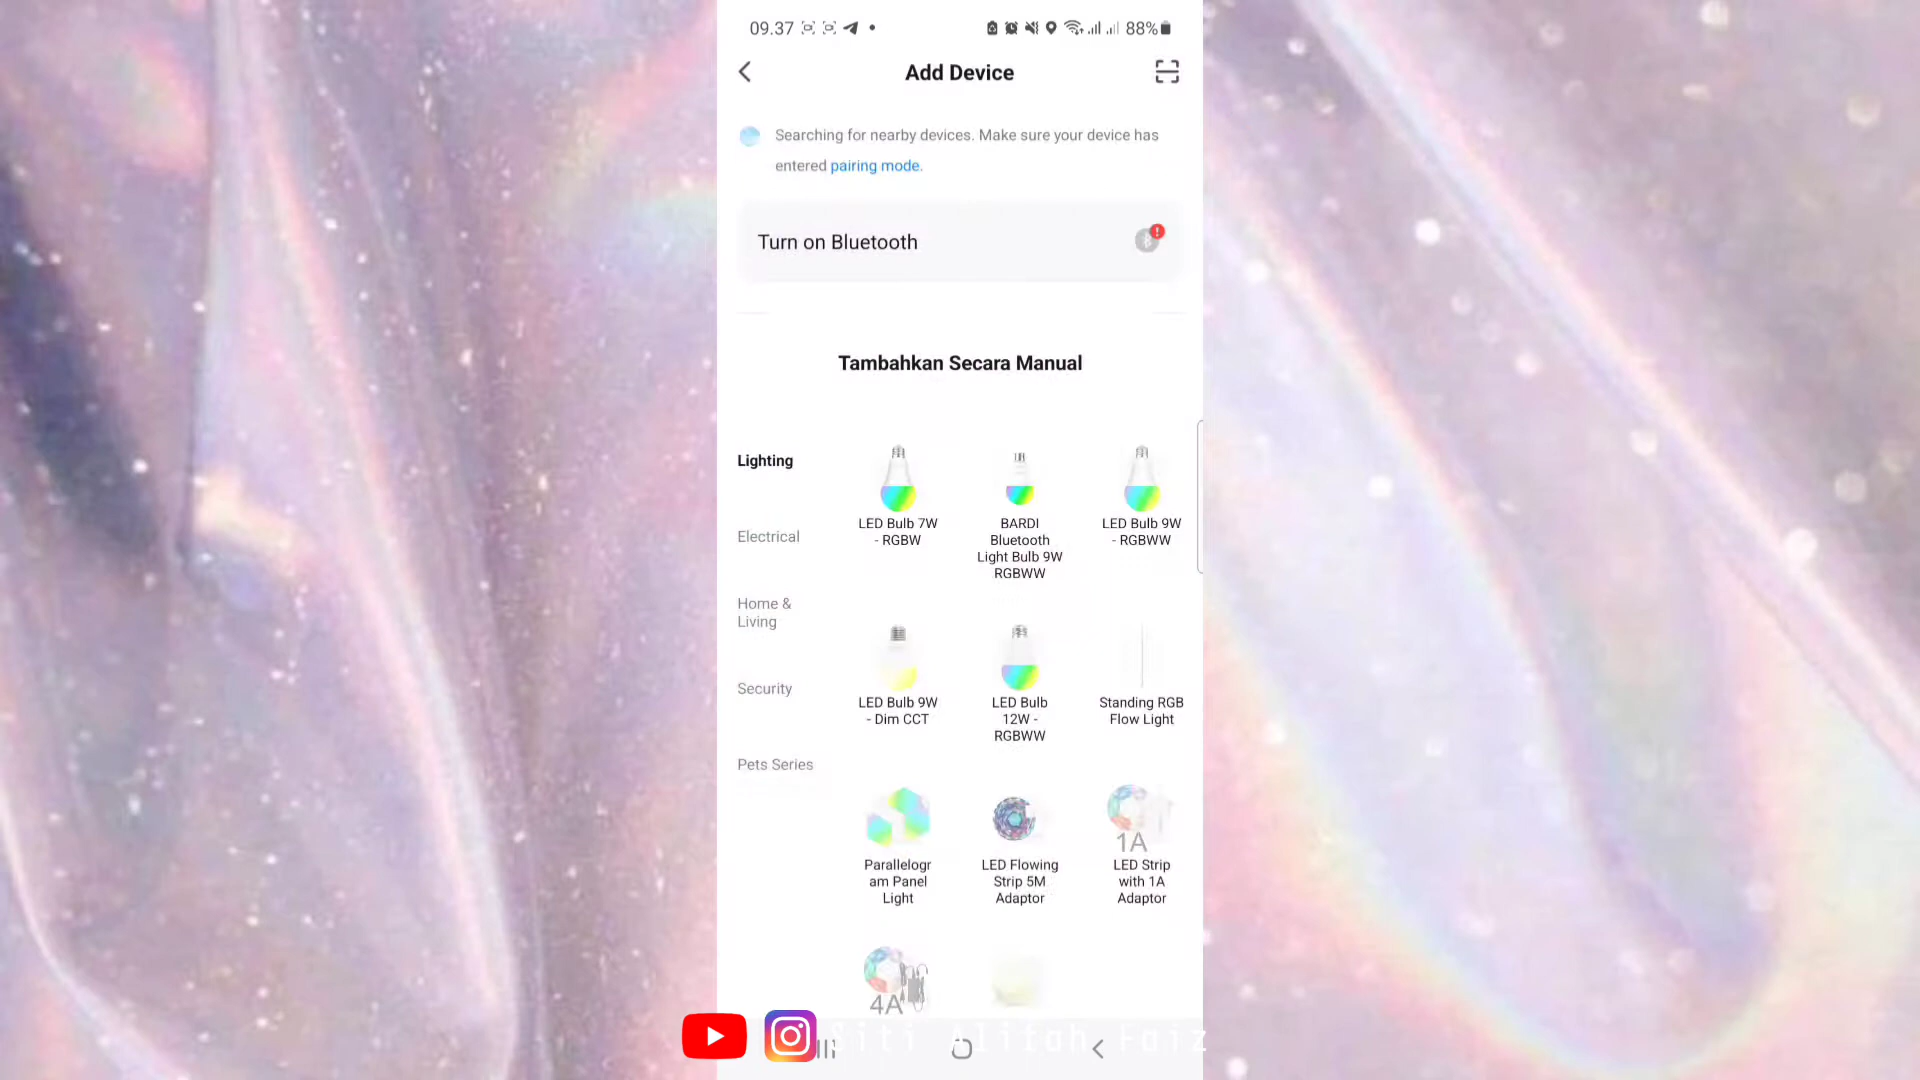 09.37 88%
Add Device
Searching for nearby devices. Make sure your device has
entered pairing mode.
Turn on Bluetooth
Tambahkan Secara Manual
Lighting
Electrical
Home &
Living
Security
Pets Series
LED Bulb 7W
- RGBW
BARDI
Bluetooth
Light Bulb 9W
RGBWW
LED Bulb 9W
- RGBWW
LED Bulb 9W
- Dim CCT
LED Bulb
12W -
RGBWW
Standing RGB
Flow Light
Parallelogr
am Panel
Light
LED Flowing
Strip 5M
Adaptor
1A
LED Strip
with 1A
Adaptor
4A
Siti Alifah Faiz